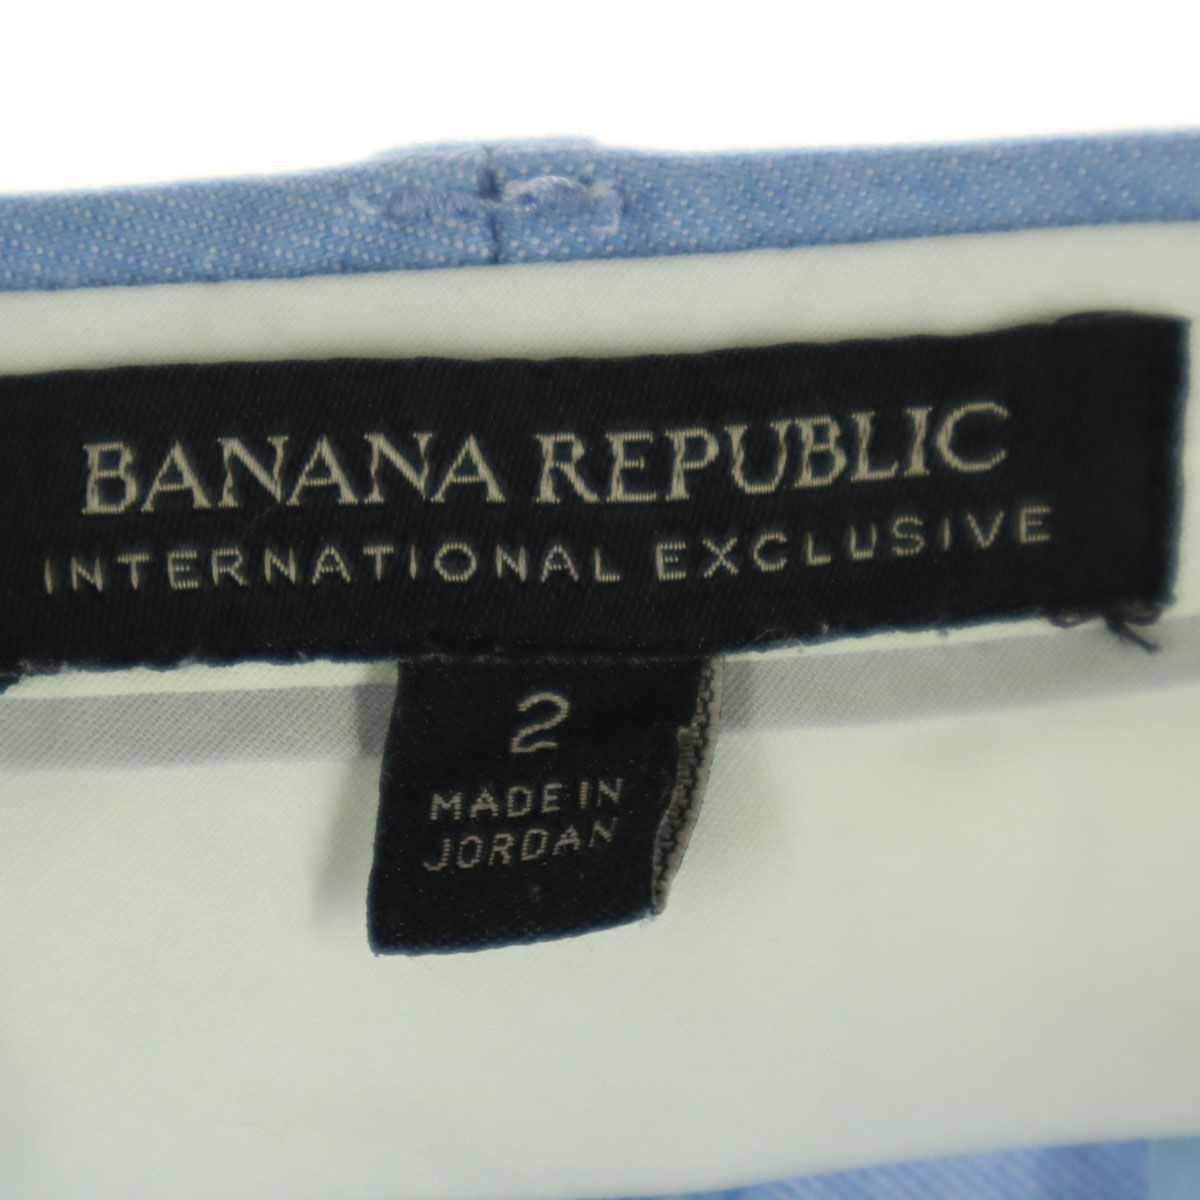 BANANA REPUBLIC
INTERNATIONAL EXCLUSIVE
2
MADE IN
JORDAN